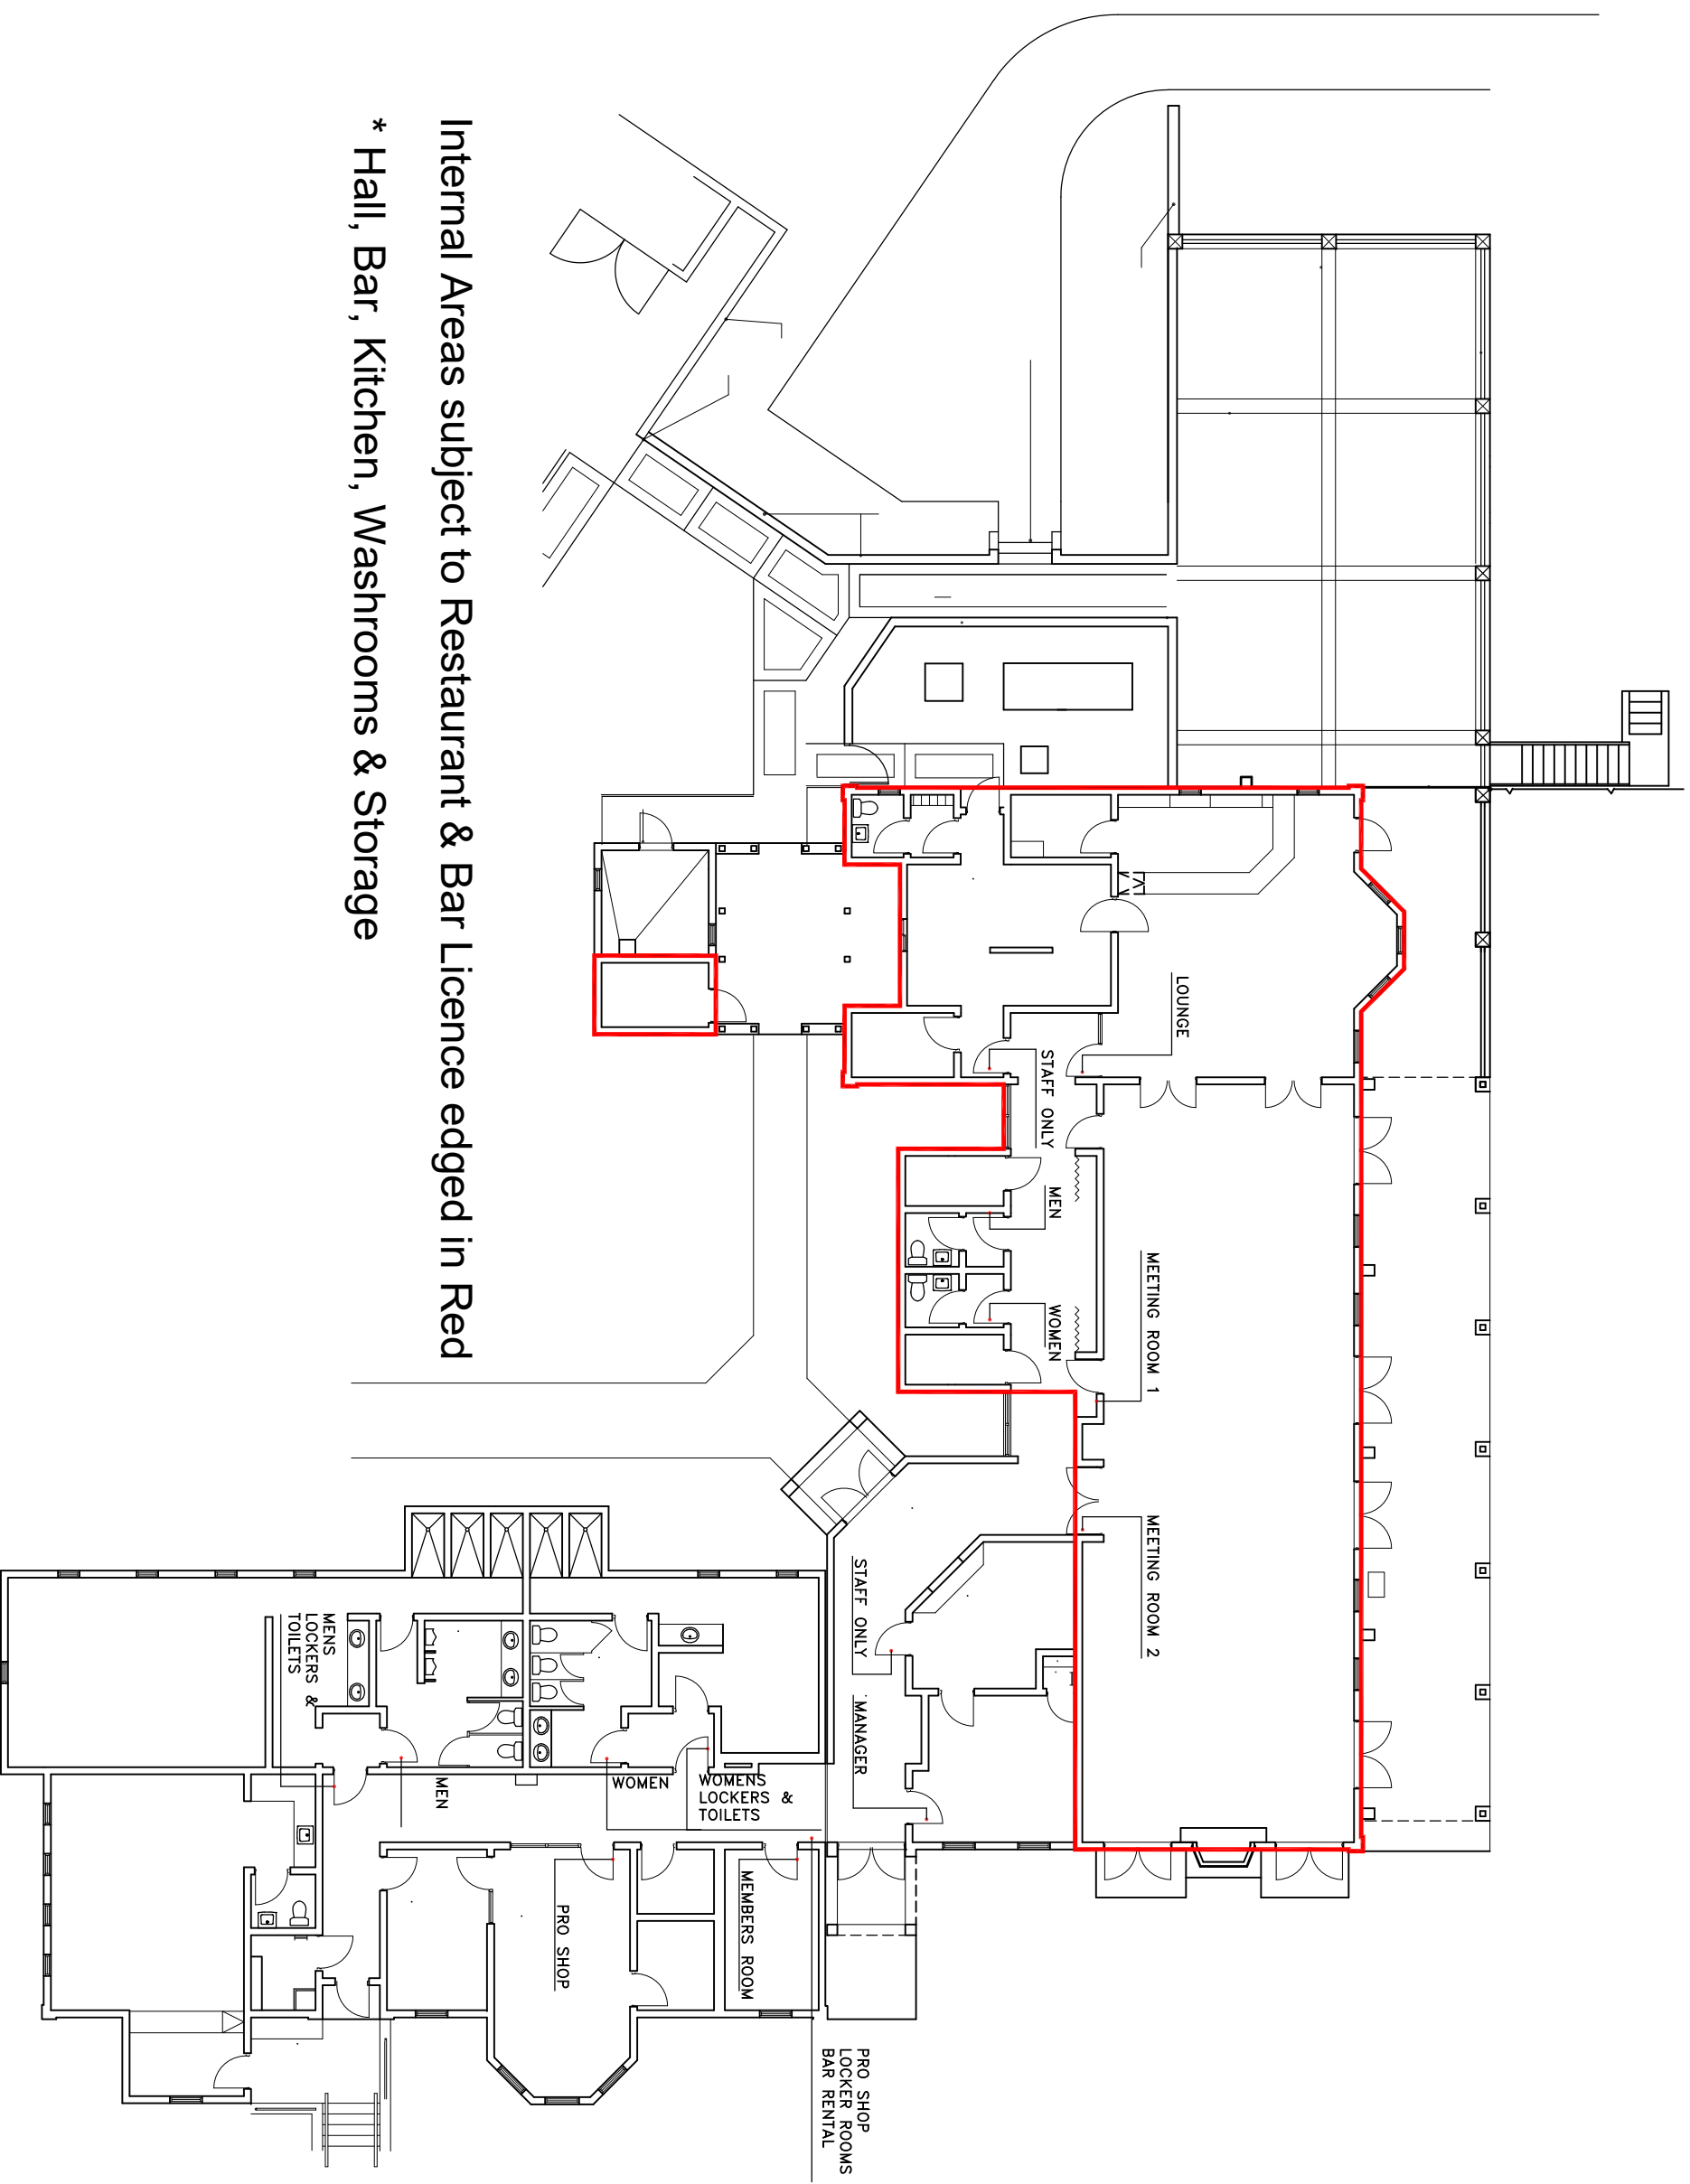 Internal Areas subject to Restaurant & Bar Licence edged in Red
* Hall, Bar, Kitchen, Washrooms & Storage
LOUNGE
STAFF ONLY
MEN
WOMEN
MEETING ROOM 1
MEETING ROOM 2
STAFF ONLY
MANAGER
MENS
LOCKERS &
TOILETS
MEN
WOMEN
WOMENS
LOCKERS &
TOILETS
PRO SHOP
MEMBERS ROOM
PRO SHOP
LOCKER ROOMS
BAR RENTAL